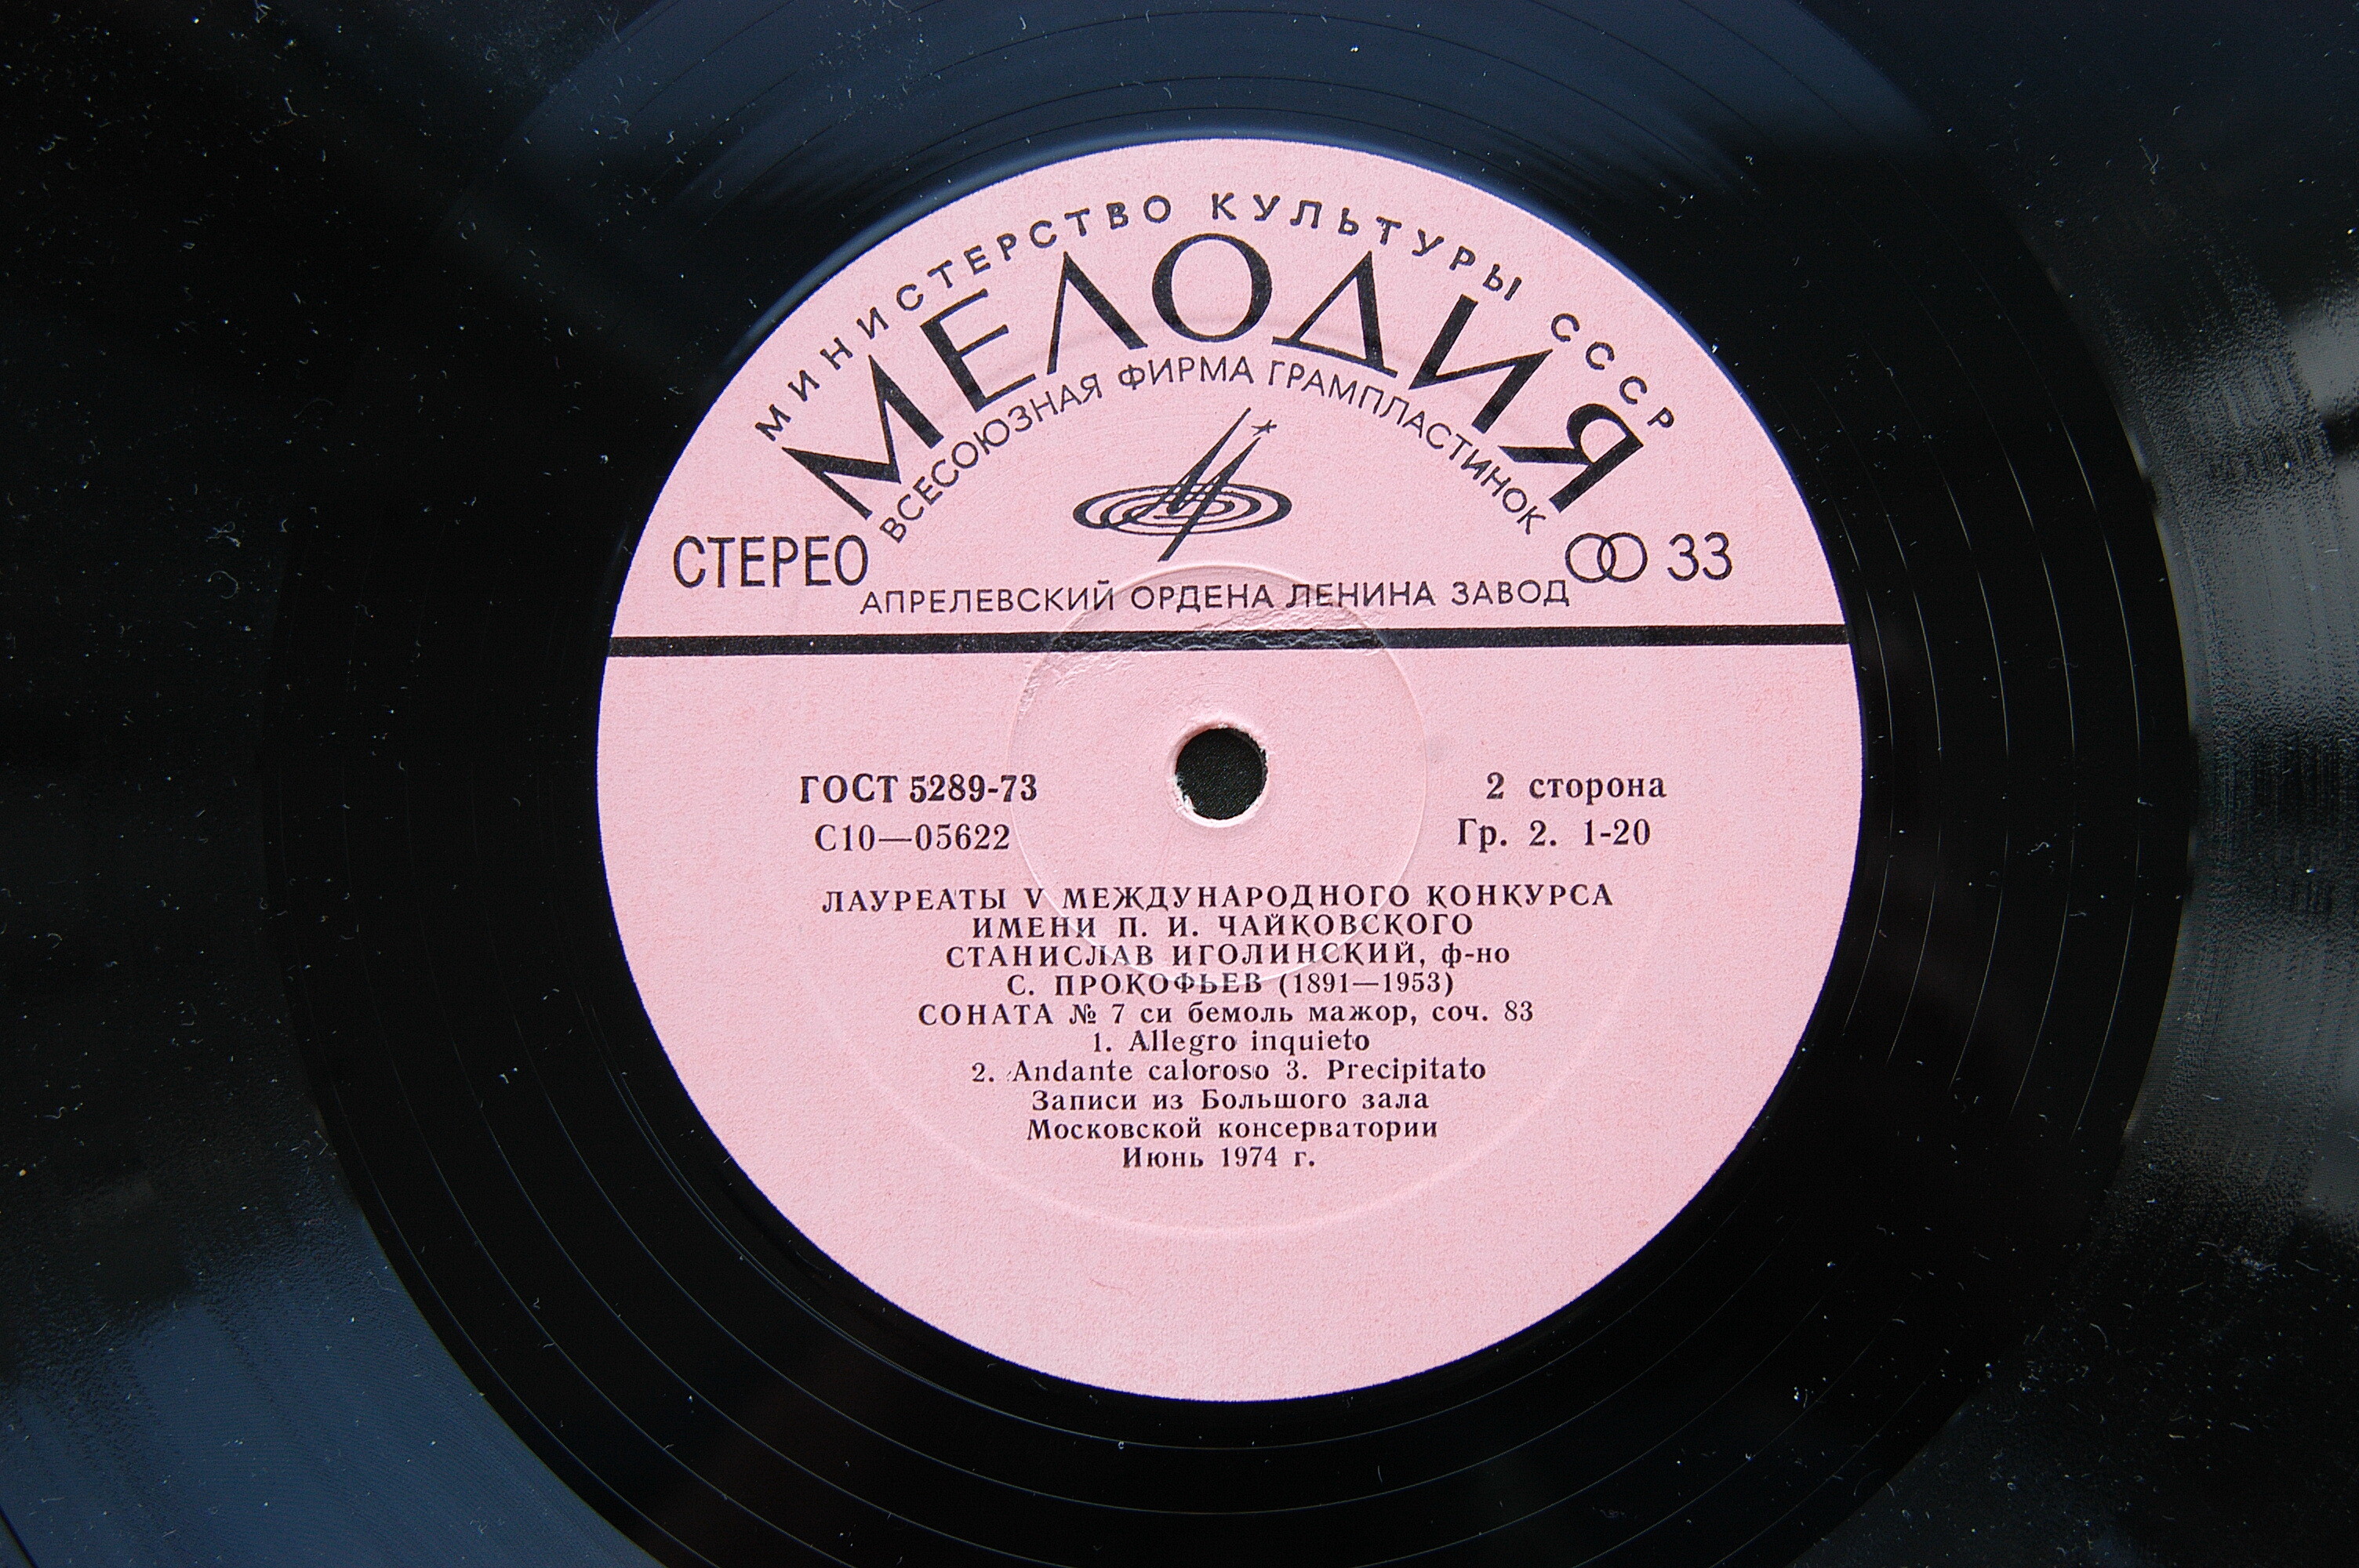 МИНИСТЕРСТВО КУЛЬТУРЫ СССР
МЕЛОДИЯ
ВСЕСОЮЗНАЯ ФИРМА ГРАМПЛАСТИНОК
СТЕРЕО
33
АПРЕЛЕВСКИЙ ОРДЕНА ЛЕНИНА ЗАВОД
ГОСТ 5289-73
2 сторона
С10—05622
Гр. 2. 1-20
ЛАУРЕАТЫ V МЕЖДУНАРОДНОГО КОНКУРСА
ИМЕНИ П. И. ЧАЙКОВСКОГО
СТАНИСЛАВ ИГОЛИНСКИЙ, ф-но
С. ПРОКОФЬЕВ (1891—1953)
СОНАТА № 7 си бемоль мажор, соч. 83
1. Allegro inquieto
2. Andante caloroso 3. Precipitato
Записи из Большого зала
Московской консерватории
Июнь 1974 г.